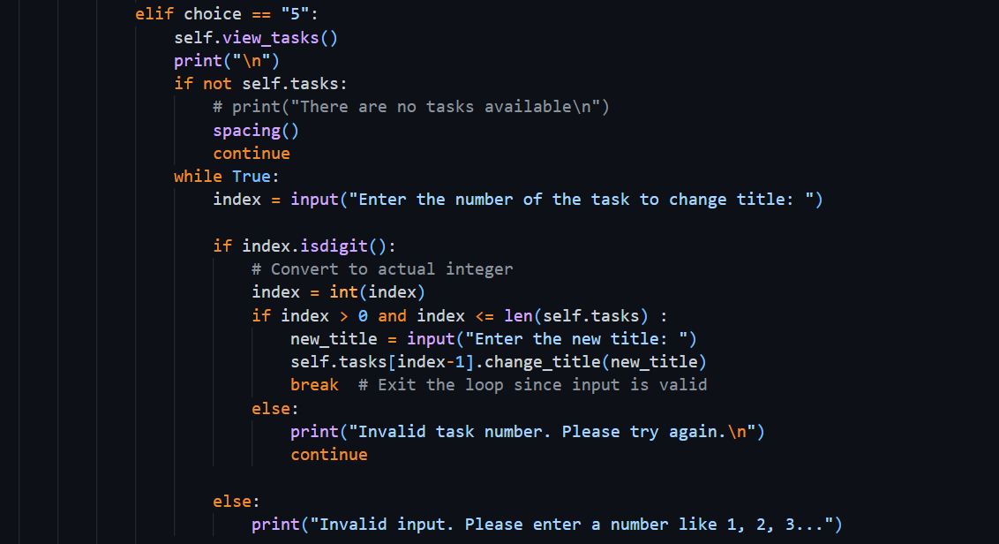 elif choice == "5":
self.view_tasks()
print("\n")
if not self.tasks:
# print("There are no tasks available\n")
spacing()
continue
while True:
index = input("Enter the number of the task to change title: ")
if index.isdigit():
# Convert to actual integer
index = int(index)
if index > 0 and index <= len(self.tasks) :
new_title = input("Enter the new title: ")
self.tasks[index-1].change_title(new_title)
break  # Exit the loop since input is valid
else:
print("Invalid task number. Please try again.\n")
continue
else:
print("Invalid input. Please enter a number like 1, 2, 3...")